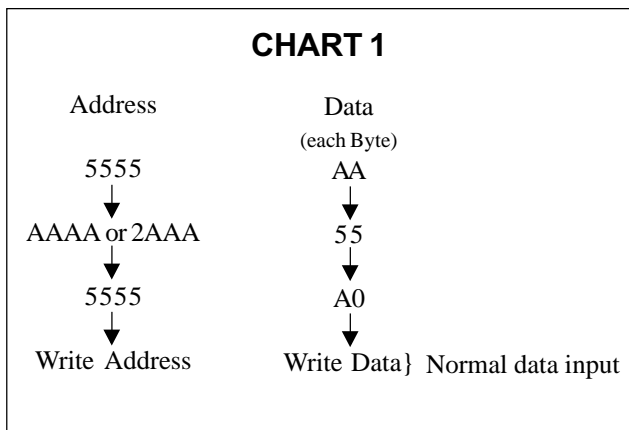 CHART 1
Address Data
(each Byte)
5555 AA
AAAA or 2AAA 55
5555 A0
Write Address Write Data} Normal data input